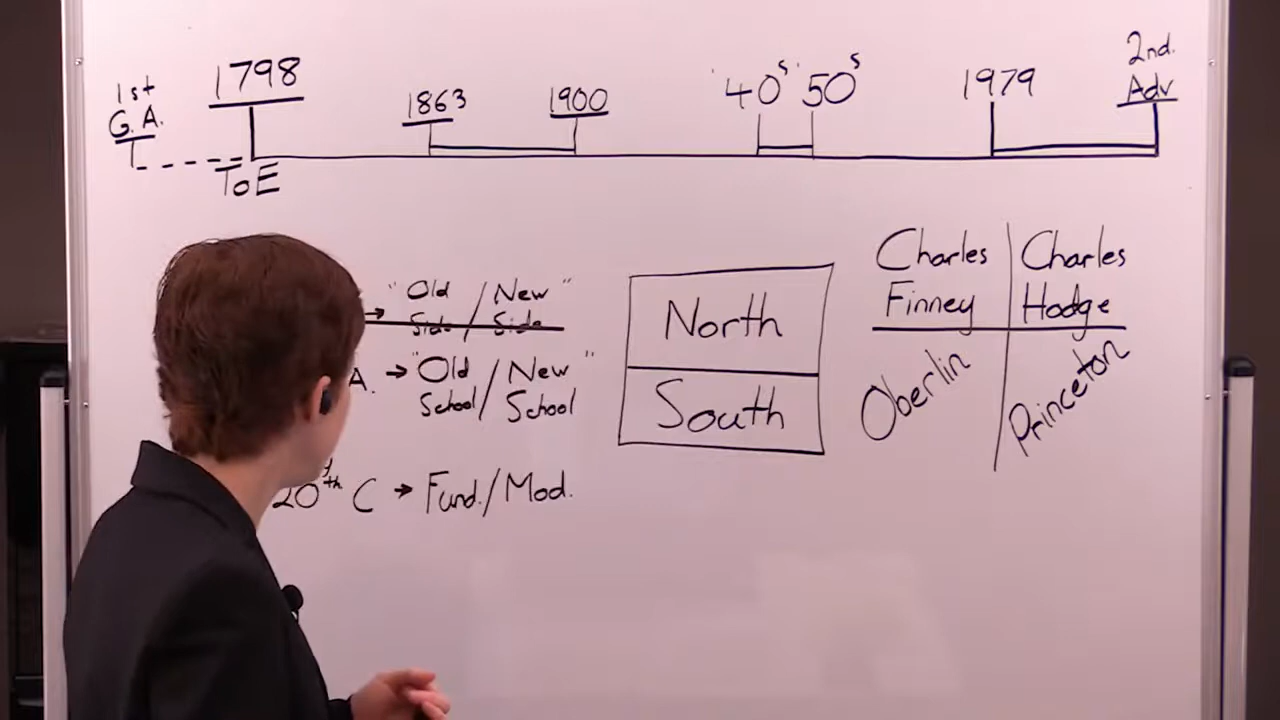 1st
G.A.
1798
1863
1900
'40s '50s
1979
2nd.
Adv
ToE
→ "Old / New "
Side / Side
A. → "Old / New "
School / School
20th C → Fund./Mod.
North
South
Charles
Finney
Charles
Hodge
Oberlin
Princeton